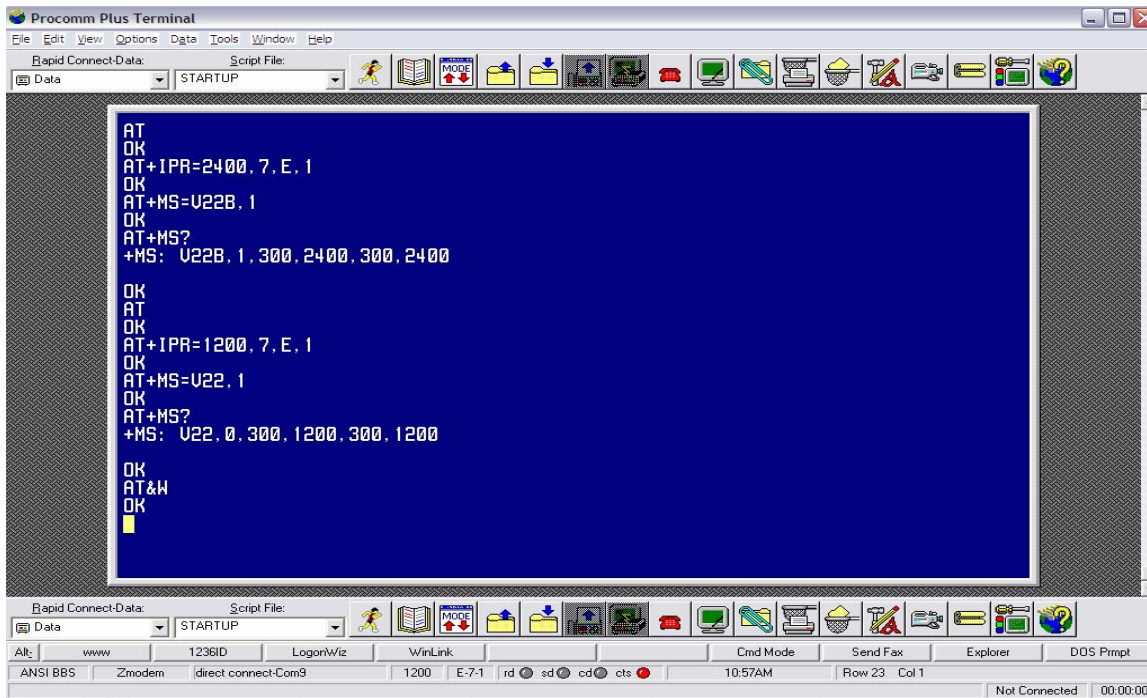 Procomm Plus Terminal
File Edit View Options Data Tools Window Help
Rapid Connect-Data: Script File:
Data STARTUP MODE
AT
OK
AT+IPR=2400,7,E,1
OK
AT+MS=V22B,1
OK
AT+MS?
+MS: V22B,1,300,2400,300,2400
OK
AT
OK
AT+IPR=1200,7,E,1
OK
AT+MS=V22,1
OK
AT+MS?
+MS: V22,0,300,1200,300,1200
OK
AT&W
OK
Rapid Connect-Data: Script File:
Data STARTUP MODE
Alt: www 1236ID LogonWiz WinLink Cmd Mode Send Fax Explorer DOS Prmpt
ANSI BBS Zmodem direct connect-Com9 1200 E-7-1 rd sd cd cts 10:57AM Row 23 Col 1
Not Connected 00:00:00